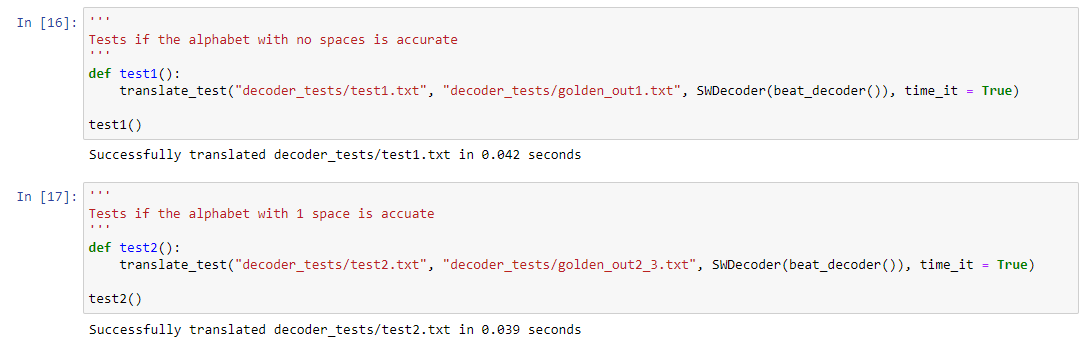 In [16]: '''
Tests if the alphabet with no spaces is accurate
'''
def test1():
    translate_test("decoder_tests/test1.txt", "decoder_tests/golden_out1.txt", SWDecoder(beat_decoder()), time_it = True)
test1()
Successfully translated decoder_tests/test1.txt in 0.042 seconds
In [17]: '''
Tests if the alphabet with 1 space is accuate
'''
def test2():
    translate_test("decoder_tests/test2.txt", "decoder_tests/golden_out2_3.txt", SWDecoder(beat_decoder()), time_it = True)
test2()
Successfully translated decoder_tests/test2.txt in 0.039 seconds